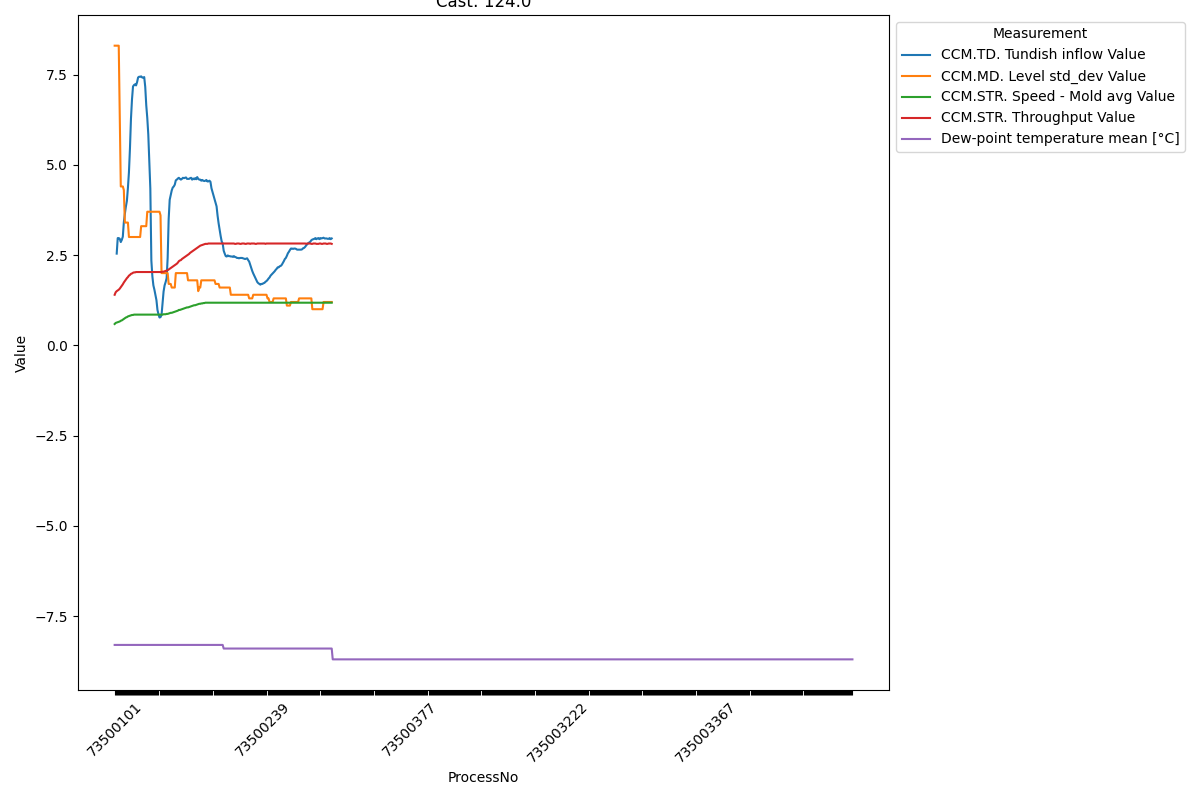 Cast: 124.0
Measurement
CCM.TD. Tundish inflow Value
CCM.MD. Level std_dev Value
CCM.STR. Speed - Mold avg Value
CCM.STR. Throughput Value
Dew-point temperature mean [°C]
7.5
5.0
2.5
0.0
−2.5
−5.0
−7.5
Value
73500101
73500239
73500377
735003222
735003367
ProcessNo